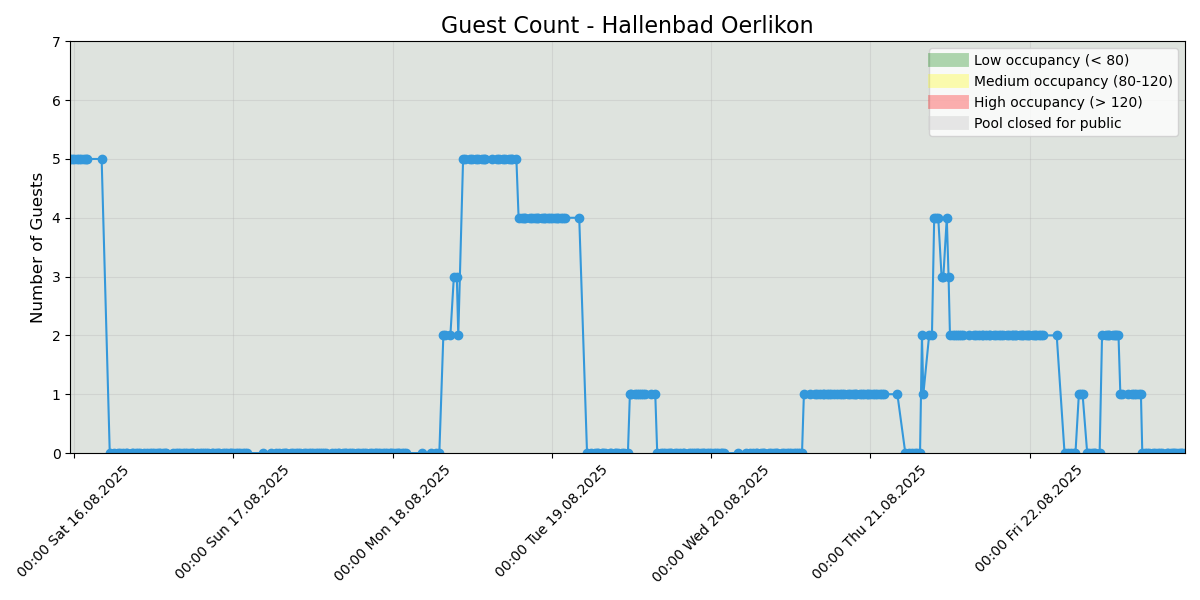 Guest Count - Hallenbad Oerlikon
Number of Guests
7
6
5
4
3
2
1
0
Low occupancy (< 80)
Medium occupancy (80-120)
High occupancy (> 120)
Pool closed for public
00:00 Sat 16.08.2025
00:00 Sun 17.08.2025
00:00 Mon 18.08.2025
00:00 Tue 19.08.2025
00:00 Wed 20.08.2025
00:00 Thu 21.08.2025
00:00 Fri 22.08.2025